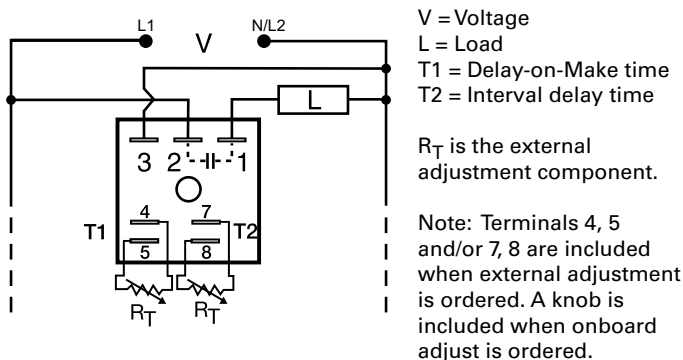 L1
N/L2
V
L
3 2 1
4
7
T1
T2
5
8
RT
RT
V = Voltage
L = Load
T1 = Delay-on-Make time
T2 = Interval delay time
RT is the external
adjustment component.
Note: Terminals 4, 5
and/or 7, 8 are included
when external adjustment
is ordered. A knob is
included when onboard
adjust is ordered.